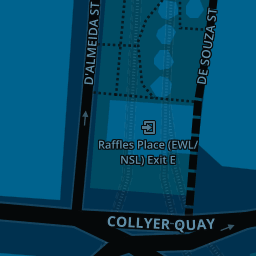 D'ALMEIDA ST
DE SOUZA ST
Raffles Place (EWL/
NSL) Exit E
COLLYER QUAY